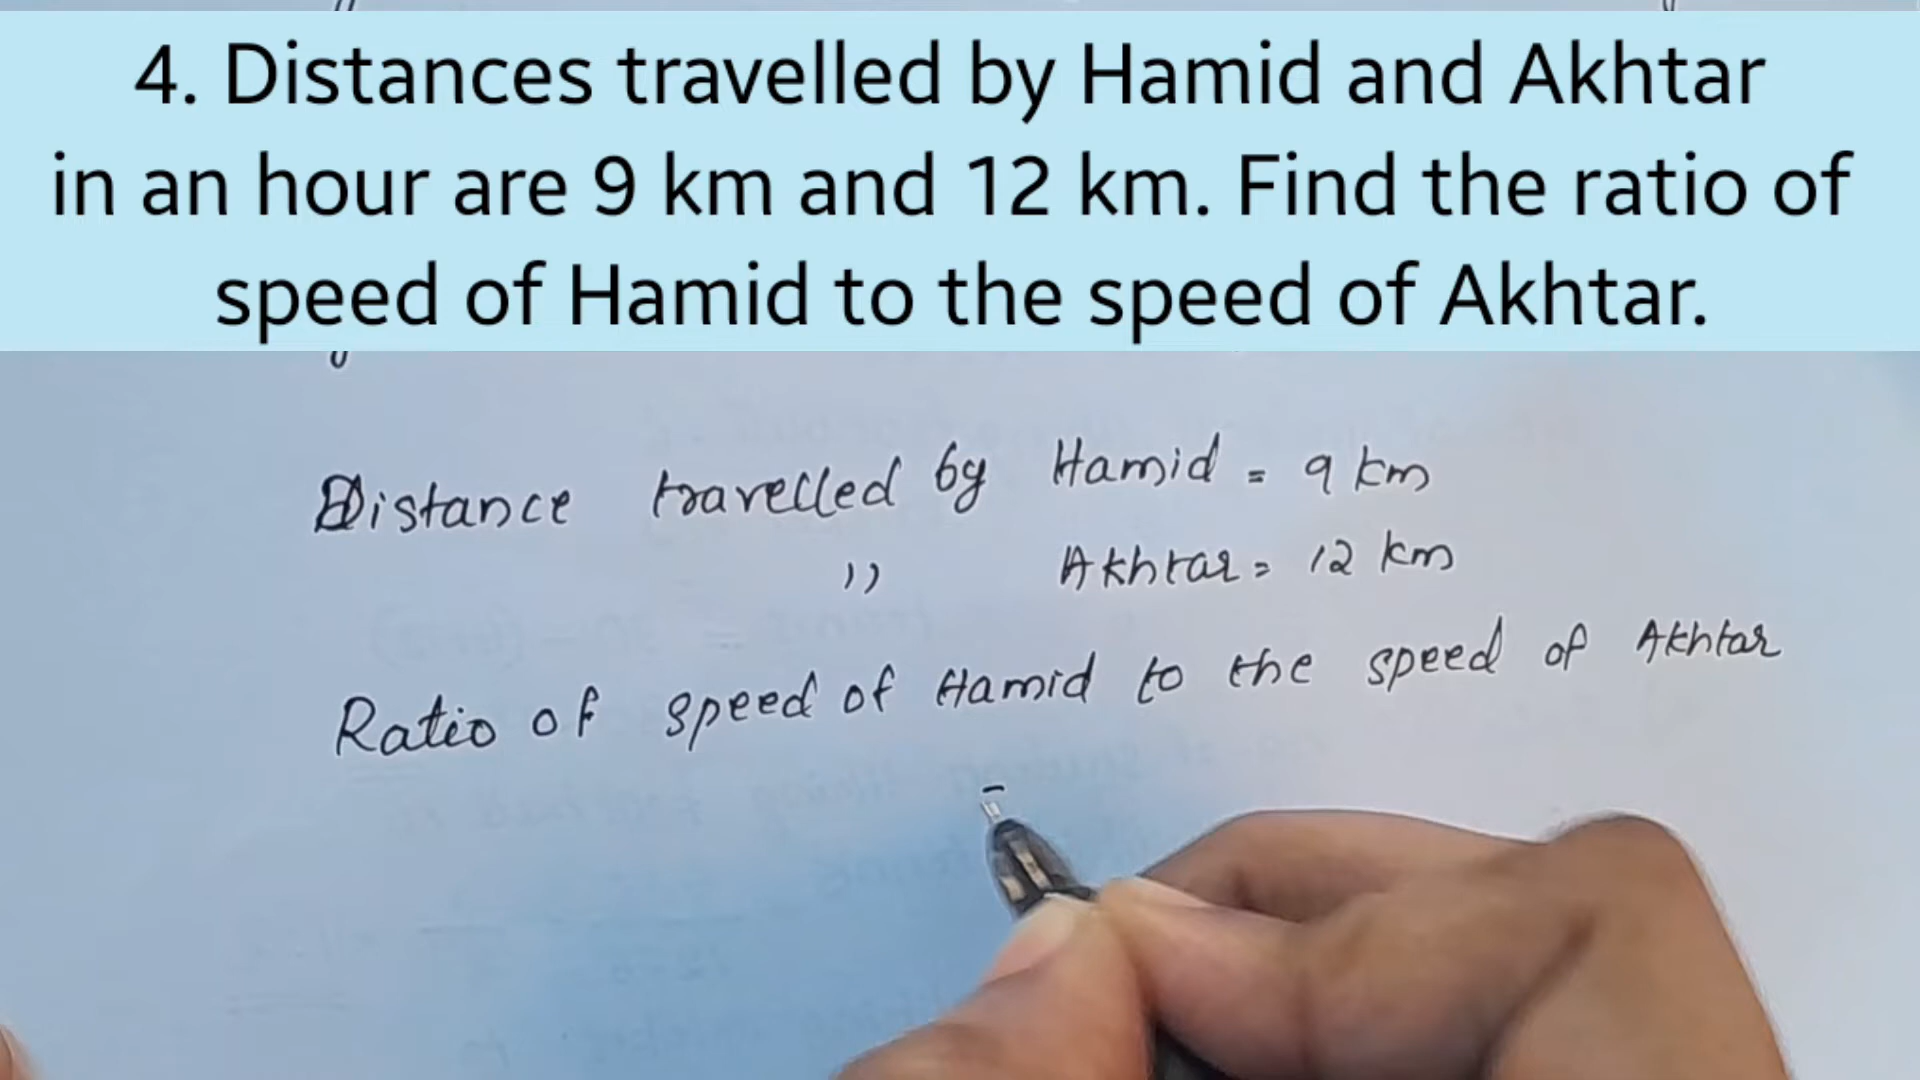 4. Distances travelled by Hamid and Akhtar
in an hour are 9 km and 12 km. Find the ratio of
speed of Hamid to the speed of Akhtar.
Distance travelled by Hamid = 9 km
,, Akhtar = 12 km
Ratio of speed of Hamid to the speed of Akhtar